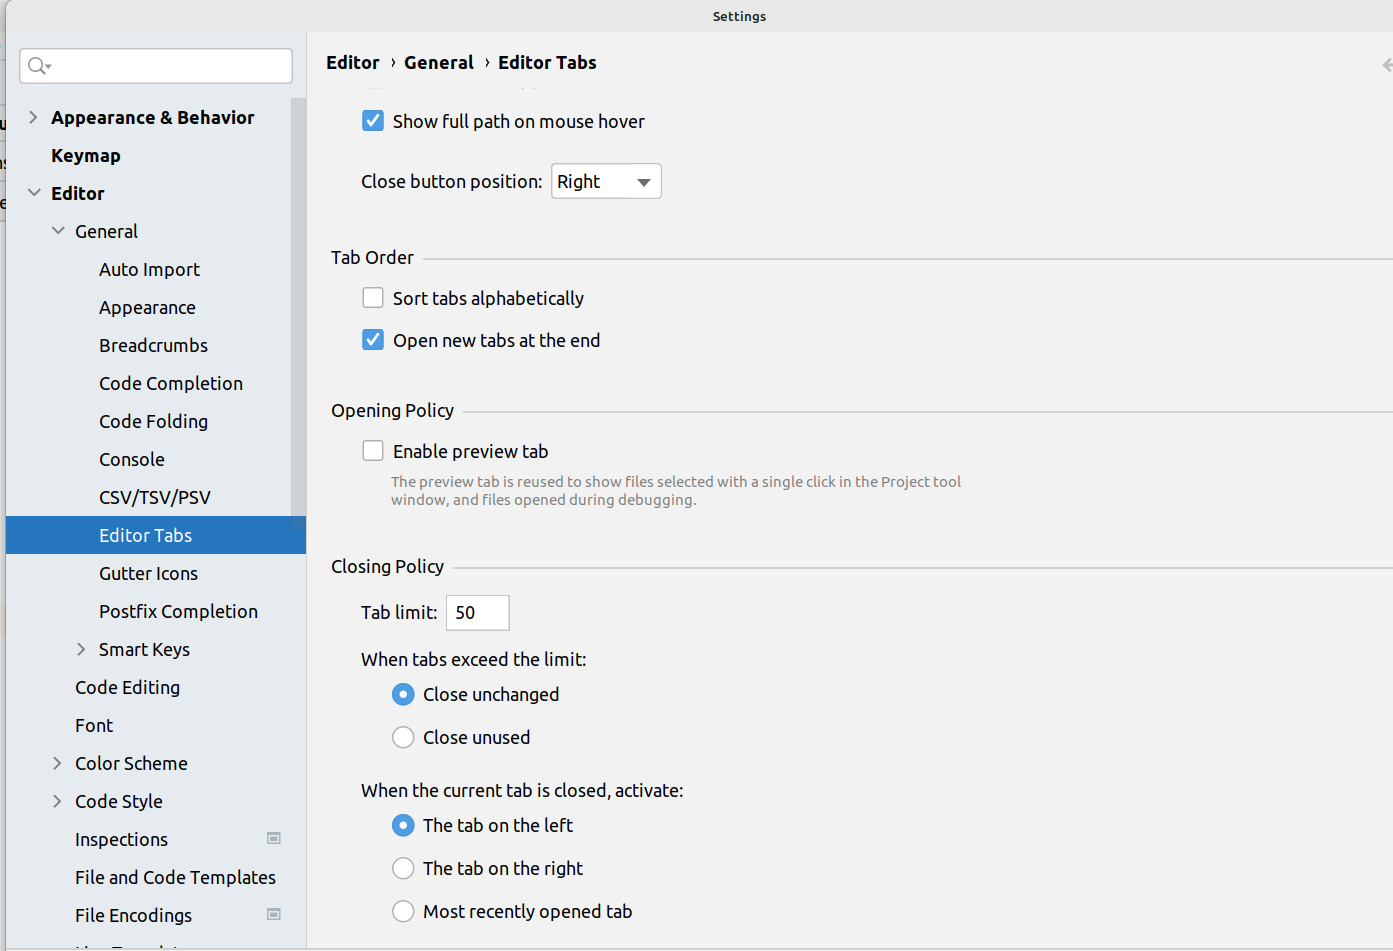 Settings
Editor › General › Editor Tabs
Appearance & Behavior
Keymap
Editor
General
Auto Import
Appearance
Breadcrumbs
Code Completion
Code Folding
Console
CSV/TSV/PSV
Editor Tabs
Gutter Icons
Postfix Completion
Smart Keys
Code Editing
Font
Color Scheme
Code Style
Inspections
File and Code Templates
File Encodings
Show full path on mouse hover
Close button position: Right
Tab Order
Sort tabs alphabetically
Open new tabs at the end
Opening Policy
Enable preview tab
The preview tab is reused to show files selected with a single click in the Project tool
window, and files opened during debugging.
Closing Policy
Tab limit: 50
When tabs exceed the limit:
Close unchanged
Close unused
When the current tab is closed, activate:
The tab on the left
The tab on the right
Most recently opened tab